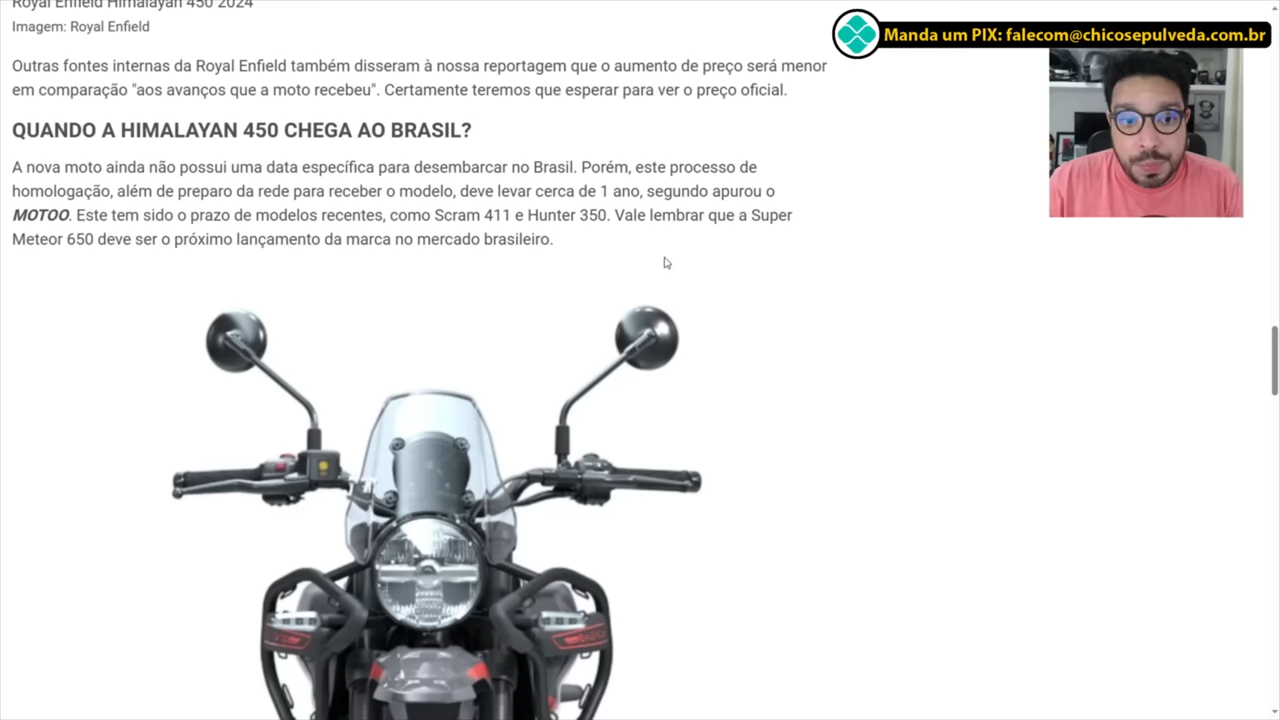 Royal Enfield Himalayan 450 2024
Imagem: Royal Enfield
Manda um PIX: falecom@chicosepulveda.com.br
Outras fontes internas da Royal Enfield também disseram à nossa reportagem que o aumento de preço será menor
em comparação "aos avanços que a moto recebeu". Certamente teremos que esperar para ver o preço oficial.
QUANDO A HIMALAYAN 450 CHEGA AO BRASIL?
A nova moto ainda não possui uma data específica para desembarcar no Brasil. Porém, este processo de
homologação, além de preparo da rede para receber o modelo, deve levar cerca de 1 ano, segundo apurou o
MOTOO. Este tem sido o prazo de modelos recentes, como Scram 411 e Hunter 350. Vale lembrar que a Super
Meteor 650 deve ser o próximo lançamento da marca no mercado brasileiro.